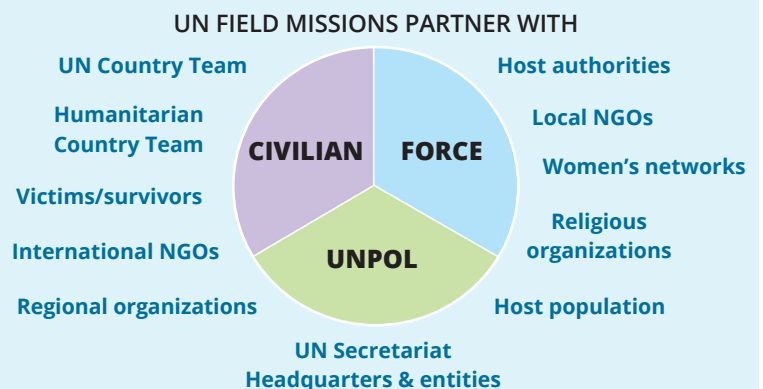 UN FIELD MISSIONS PARTNER WITH
UN Country Team
Humanitarian
Country Team
Victims/survivors
International NGOs
Regional organizations
CIVILIAN
FORCE
UNPOL
Host authorities
Local NGOs
Women's networks
Religious
organizations
Host population
UN Secretariat
Headquarters & entities